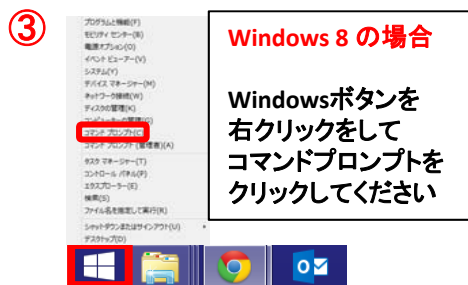 ③
プログラムと機能(F)
モビリティ センター(B)
電源オプション(O)
イベント ビューアー(V)
システム(Y)
デバイス マネージャー(M)
ネットワーク接続(W)
ディスクの管理(K)
コンピューターの管理(G)
コマンド プロンプト(C)
コマンド プロンプト (管理者)(A)
タスク マネージャー(T)
コントロール パネル(P)
エクスプローラー(E)
検索(S)
ファイル名を指定して実行(R)
シャットダウンまたはサインアウト(U)
デスクトップ(D)
Windows 8 の場合
Windowsボタンを
右クリックをして
コマンドプロンプトを
クリックしてください
o